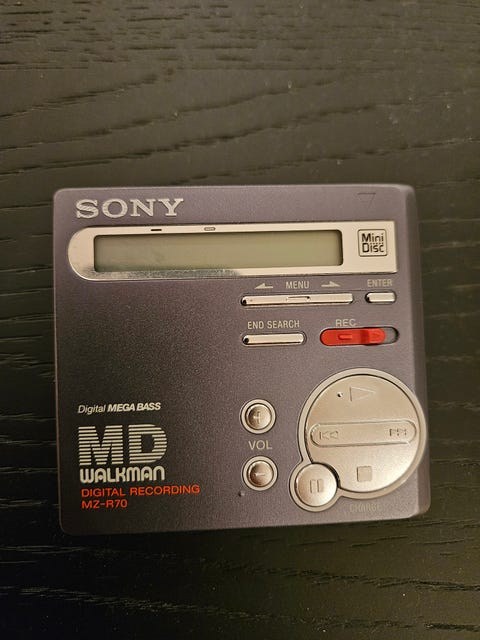 SONY
Mini
Disc
MENU
ENTER
END SEARCH
REC
Digital MEGA BASS
MD
WALKMAN
VOL
DIGITAL RECORDING
MZ-R70
CHARGE